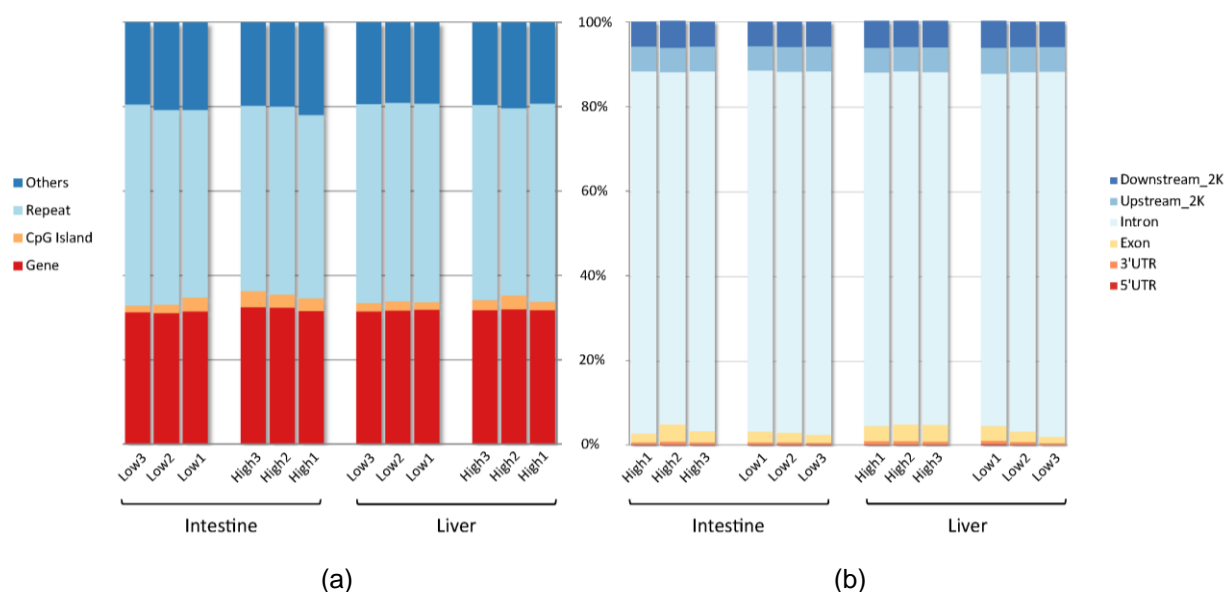 Others
Repeat
CpG Island
Gene
100%
80%
60%
40%
20%
0%
Low3 Low2 Low1 High3 High2 High1 Low3 Low2 Low1 High3 High2 High1
Intestine Liver
(a)
Downstream_2K
Upstream_2K
Intron
Exon
3'UTR
5'UTR
High1 High2 High3 Low1 Low2 Low3 High1 High2 High3 Low1 Low2 Low3
Intestine Liver
(b)